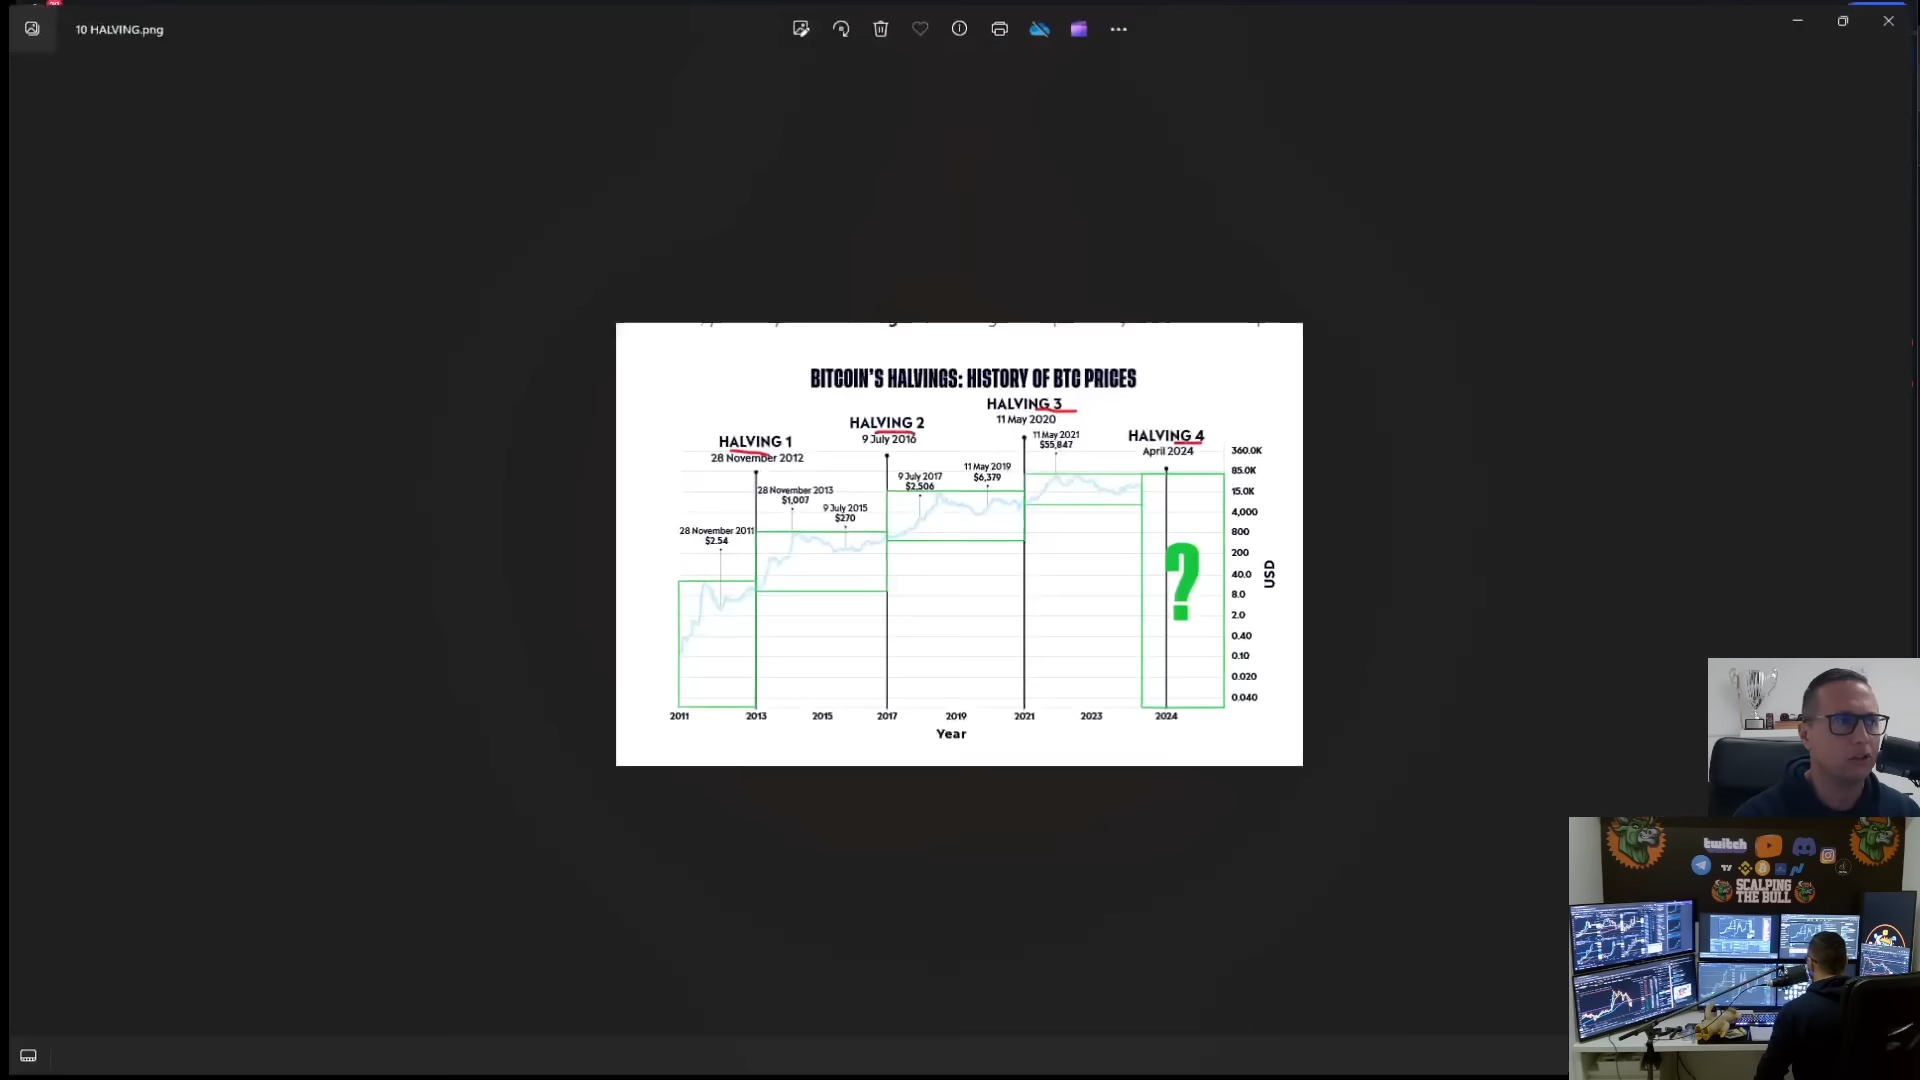 10 HALVING.png
BITCOIN'S HALVINGS: HISTORY OF BTC PRICES
HALVING 3
11 May 2020
HALVING 2
9 July 2016
HALVING 4
April 2024
HALVING 1
28 November 2012
11 May 2021
$55,847
11 May 2019
$6,379
9 July 2017
$2,506
28 November 2013
$1,007
9 July 2015
$270
28 November 2011
$2.54
?
360.0K
85.0K
15.0K
4,000
800
200
40.0
8.0
2.0
0.40
0.10
0.020
0.040
USD
2011 2013 2015 2017 2019 2021 2023 2024
Year
twitch
SCALPING
THE BULL